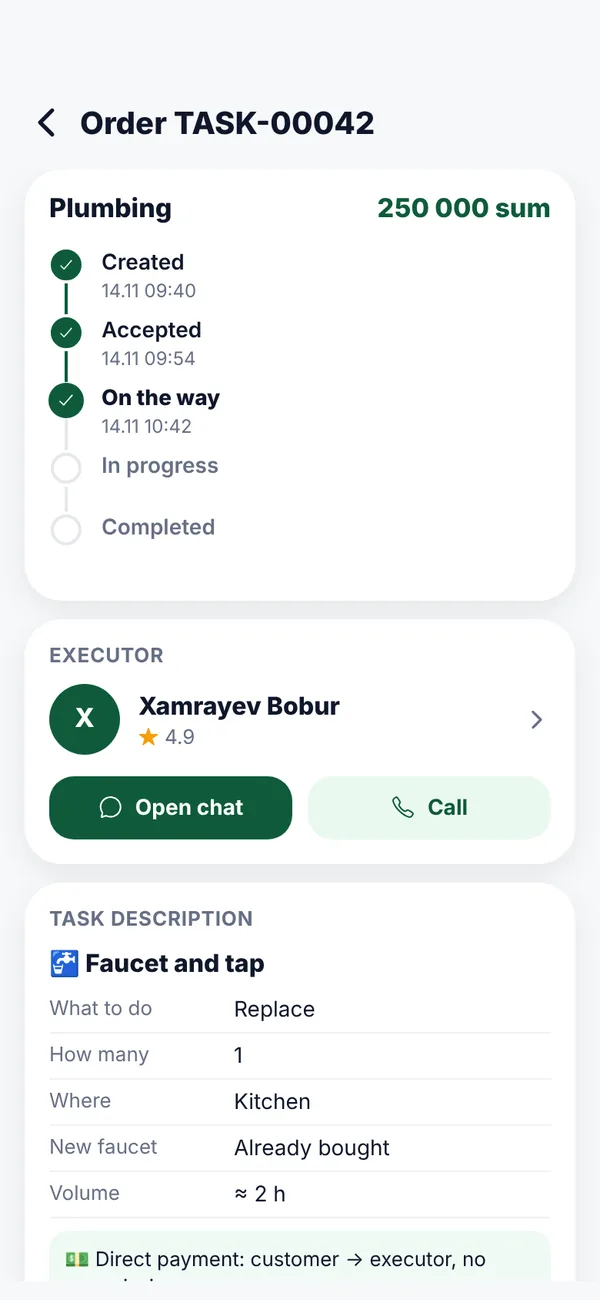 Order TASK-00042
Plumbing 250 000 sum
Created
14.11 09:40
Accepted
14.11 09:54
On the way
14.11 10:42
In progress
Completed
EXECUTOR
X
Xamrayev Bobur
4.9
Open chat Call
TASK DESCRIPTION
🚰 Faucet and tap
What to do Replace
How many 1
Where Kitchen
New faucet Already bought
Volume ≈ 2 h
💵 Direct payment: customer → executor, no